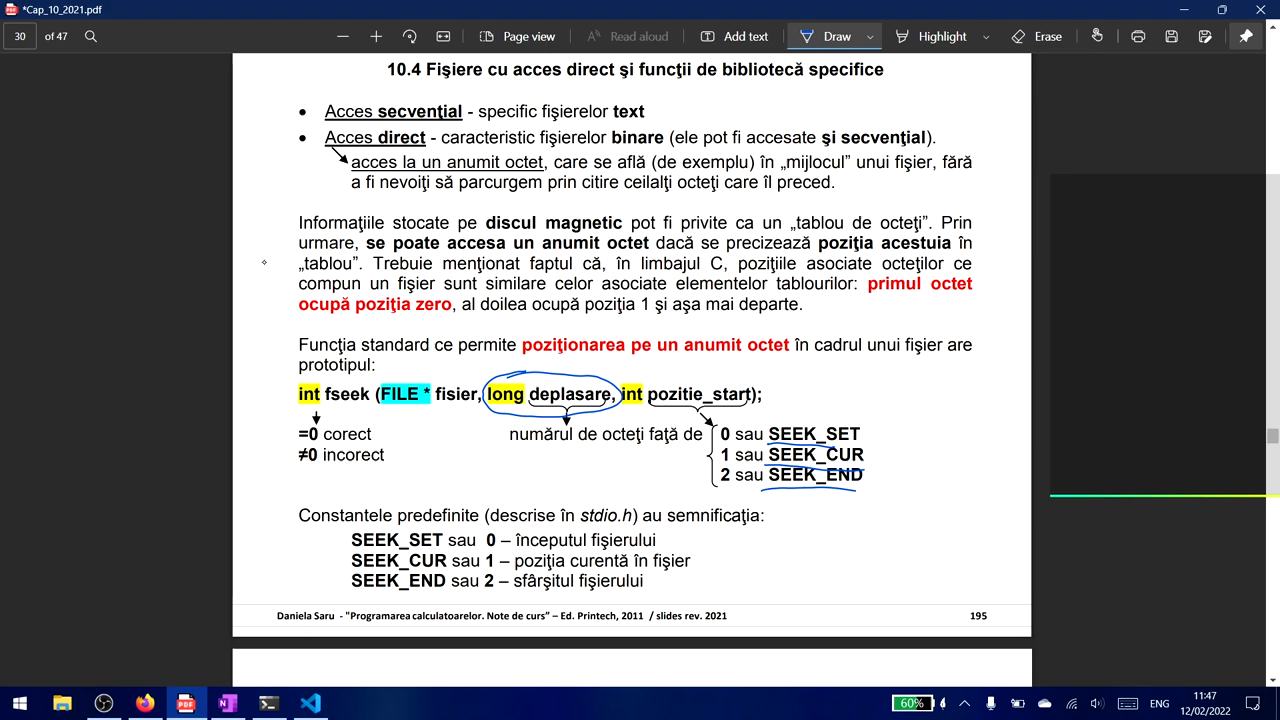 *Cap_10_2021.pdf
30 of 47
Page view
Read aloud
Add text
Draw
Highlight
Erase
10.4 Fişiere cu acces direct şi funcţii de bibliotecă specifice
• Acces secvenţial - specific fişierelor text
• Acces direct - caracteristic fişierelor binare (ele pot fi accesate şi secvenţial).
acces la un anumit octet, care se află (de exemplu) în „mijlocul” unui fişier, fără
a fi nevoiţi să parcurgem prin citire ceilalţi octeţi care îl preced.
Informaţiile stocate pe discul magnetic pot fi privite ca un „tablou de octeţi”. Prin
urmare, se poate accesa un anumit octet dacă se precizează poziţia acestuia în
„tablou”. Trebuie menţionat faptul că, în limbajul C, poziţiile asociate octeţilor ce
compun un fişier sunt similare celor asociate elementelor tablourilor: primul octet
ocupă poziţia zero, al doilea ocupă poziţia 1 şi aşa mai departe.
Funcţia standard ce permite poziţionarea pe un anumit octet în cadrul unui fişier are
prototipul:
int fseek (FILE * fisier, long deplasare, int pozitie_start);
=0 corect numărul de octeţi faţă de 0 sau SEEK_SET
≠0 incorect 1 sau SEEK_CUR
2 sau SEEK_END
Constantele predefinite (descrise în stdio.h) au semnificaţia:
SEEK_SET sau 0 – începutul fişierului
SEEK_CUR sau 1 – poziţia curentă în fişier
SEEK_END sau 2 – sfârşitul fişierului
Daniela Saru - "Programarea calculatoarelor. Note de curs" – Ed. Printech, 2011 / slides rev. 2021 195
60%
ENG
11:47
12/02/2022